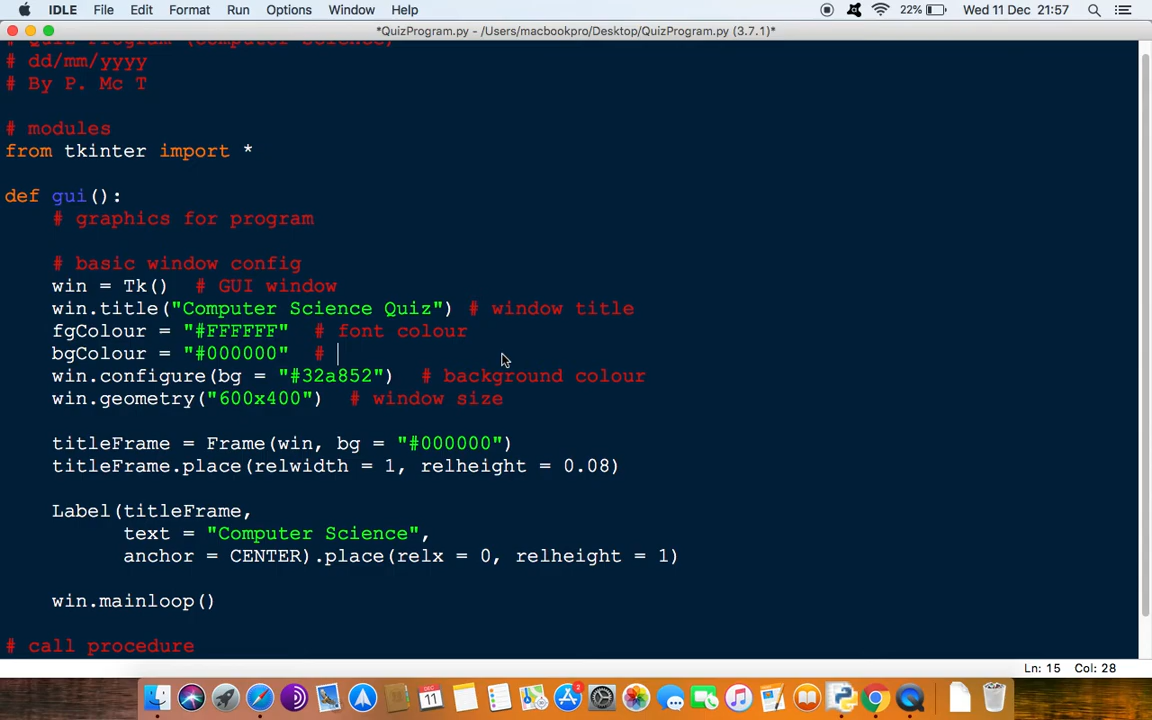 IDLE File Edit Format Run Options Window Help 22% Wed 11 Dec 21:57
*QuizProgram.py - /Users/macbookpro/Desktop/QuizProgram.py (3.7.1)*
# Quiz Program (Computer Science)
# dd/mm/yyyy
# By P. Mc T
# modules
from tkinter import *
def gui():
# graphics for program
# basic window config
win = Tk() # GUI window
win.title("Computer Science Quiz") # window title
fgColour = "#FFFFFF" # font colour
bgColour = "#000000" #
win.configure(bg = "#32a852") # background colour
win.geometry("600x400") # window size
titleFrame = Frame(win, bg = "#000000")
titleFrame.place(relwidth = 1, relheight = 0.08)
Label(titleFrame,
text = "Computer Science",
anchor = CENTER).place(relx = 0, relheight = 1)
win.mainloop()
# call procedure
Ln: 15 Col: 28